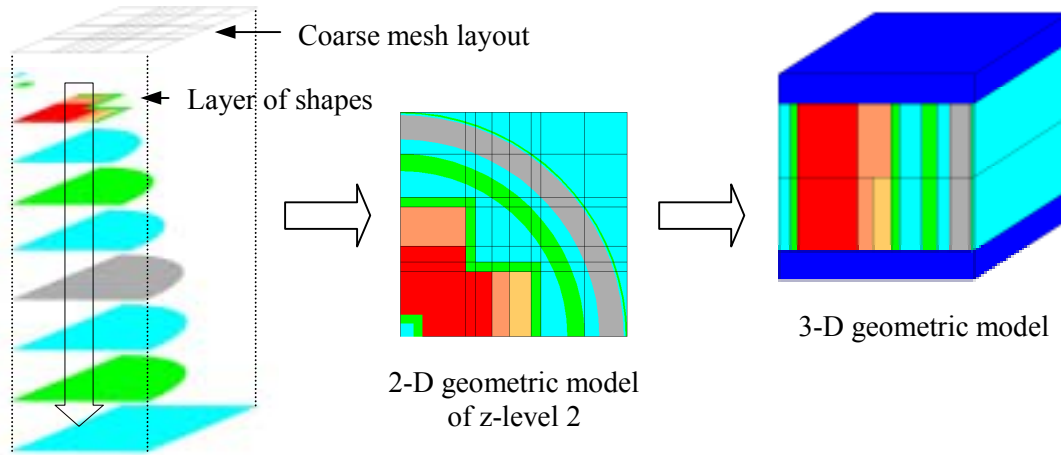 Coarse mesh layout
Layer of shapes
2-D geometric model
of z-level 2
3-D geometric model